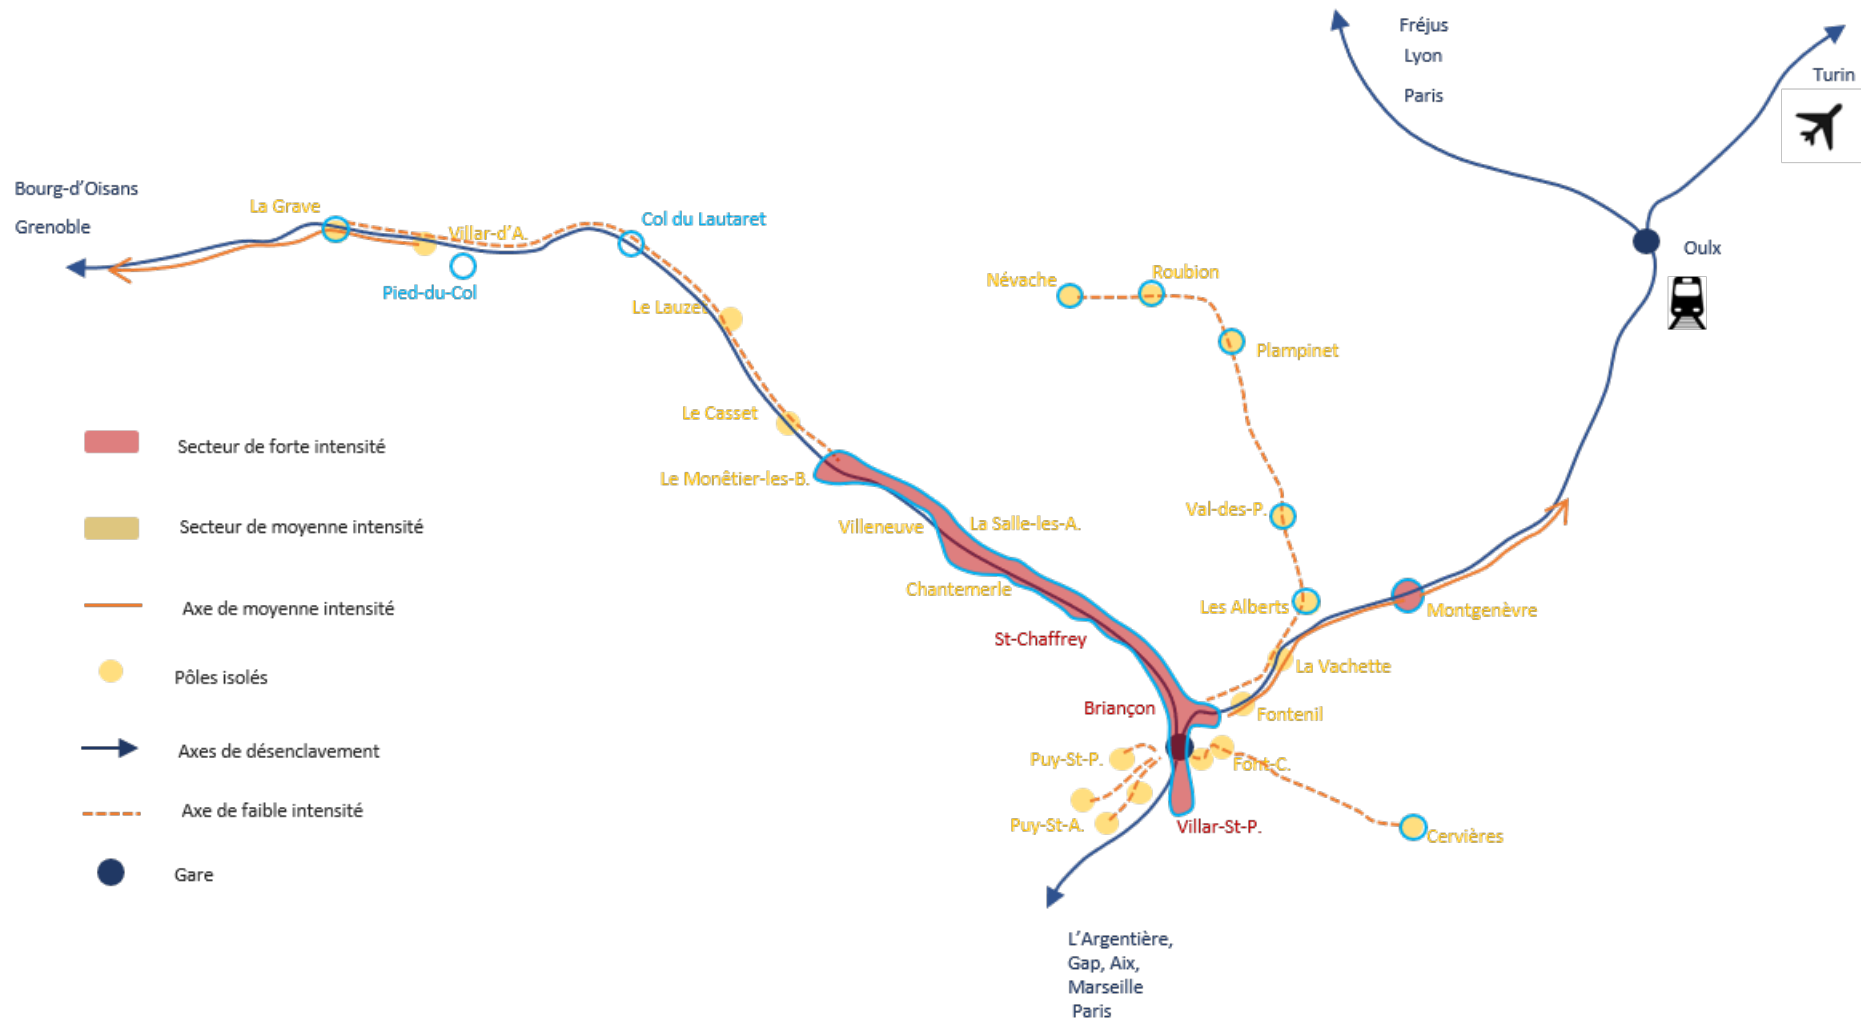 Fréjus
Lyon
Paris
Turin
Bourg-d'Oisans
Grenoble
La Grave
Villar-d'A.
Col du Lautaret
Pied-du-Col
Oulx
Névache
Roubion
Le Lauzet
Plampinet
Le Casset
Secteur de forte intensité
Le Monêtier-les-B.
Villeneuve
La Salle-les-A.
Val-des-P.
Secteur de moyenne intensité
Chantemerle
Les Alberts
Montgenèvre
Axe de moyenne intensité
St-Chaffrey
La Vachette
Pôles isolés
Briançon
Fontenil
Axes de désenclavement
Puy-St-P.
Font-C.
Axe de faible intensité
Puy-St-A.
Villar-St-P.
Cervières
Gare
L'Argentière,
Gap, Aix,
Marseille
Paris